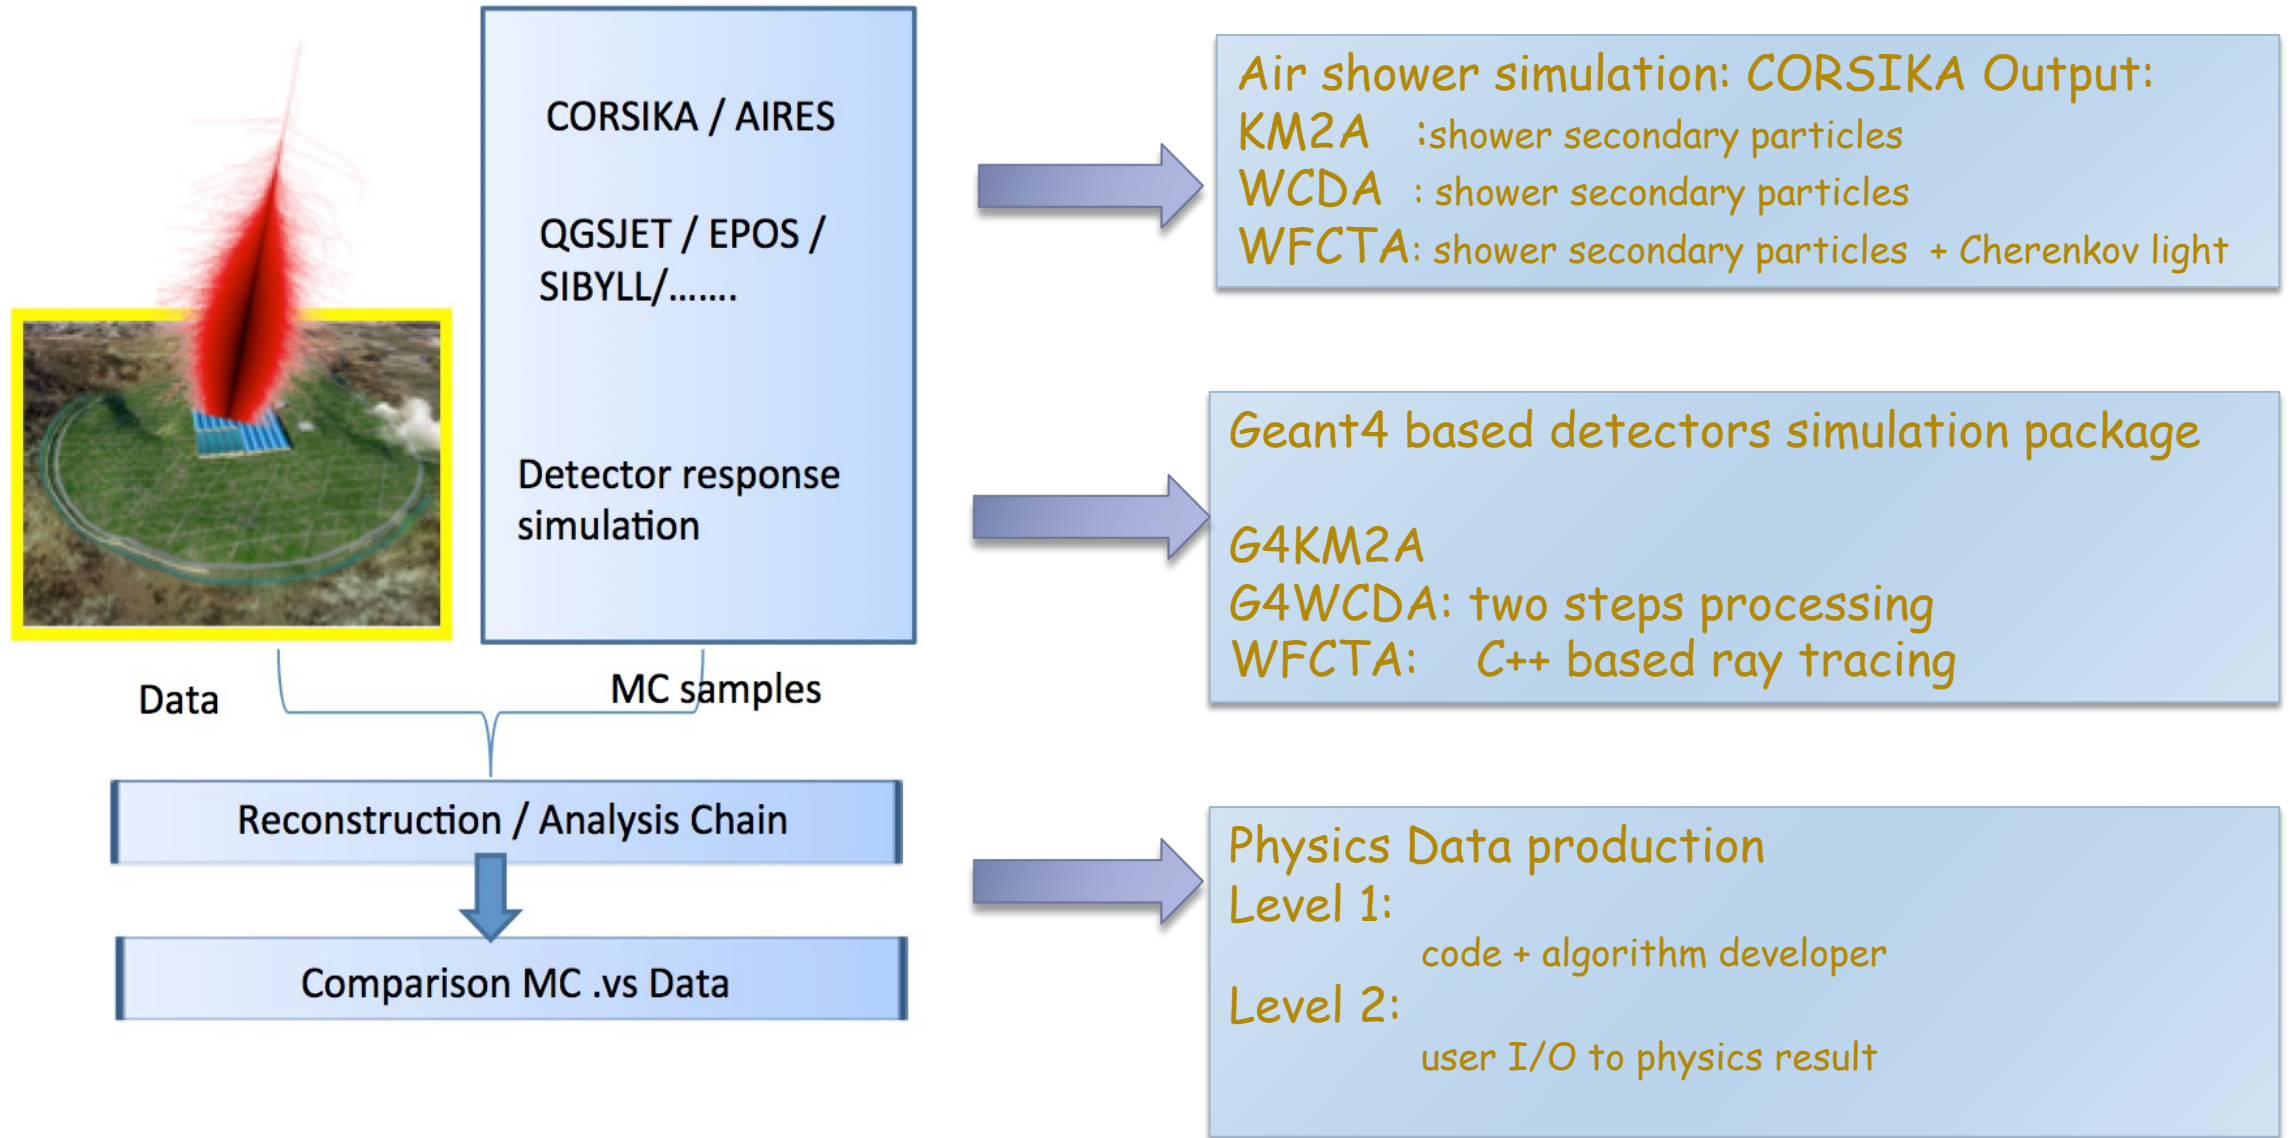 CORSIKA / AIRES
QGSJET / EPOS /
SIBYLL/.......
Detector response
simulation
Data
MC samples
Reconstruction / Analysis Chain
Comparison MC .vs Data
Air shower simulation: CORSIKA Output:
KM2A :shower secondary particles
WCDA : shower secondary particles
WFCTA: shower secondary particles + Cherenkov light
Geant4 based detectors simulation package
G4KM2A
G4WCDA: two steps processing
WFCTA: C++ based ray tracing
Physics Data production
Level 1:
code + algorithm developer
Level 2:
user I/O to physics result